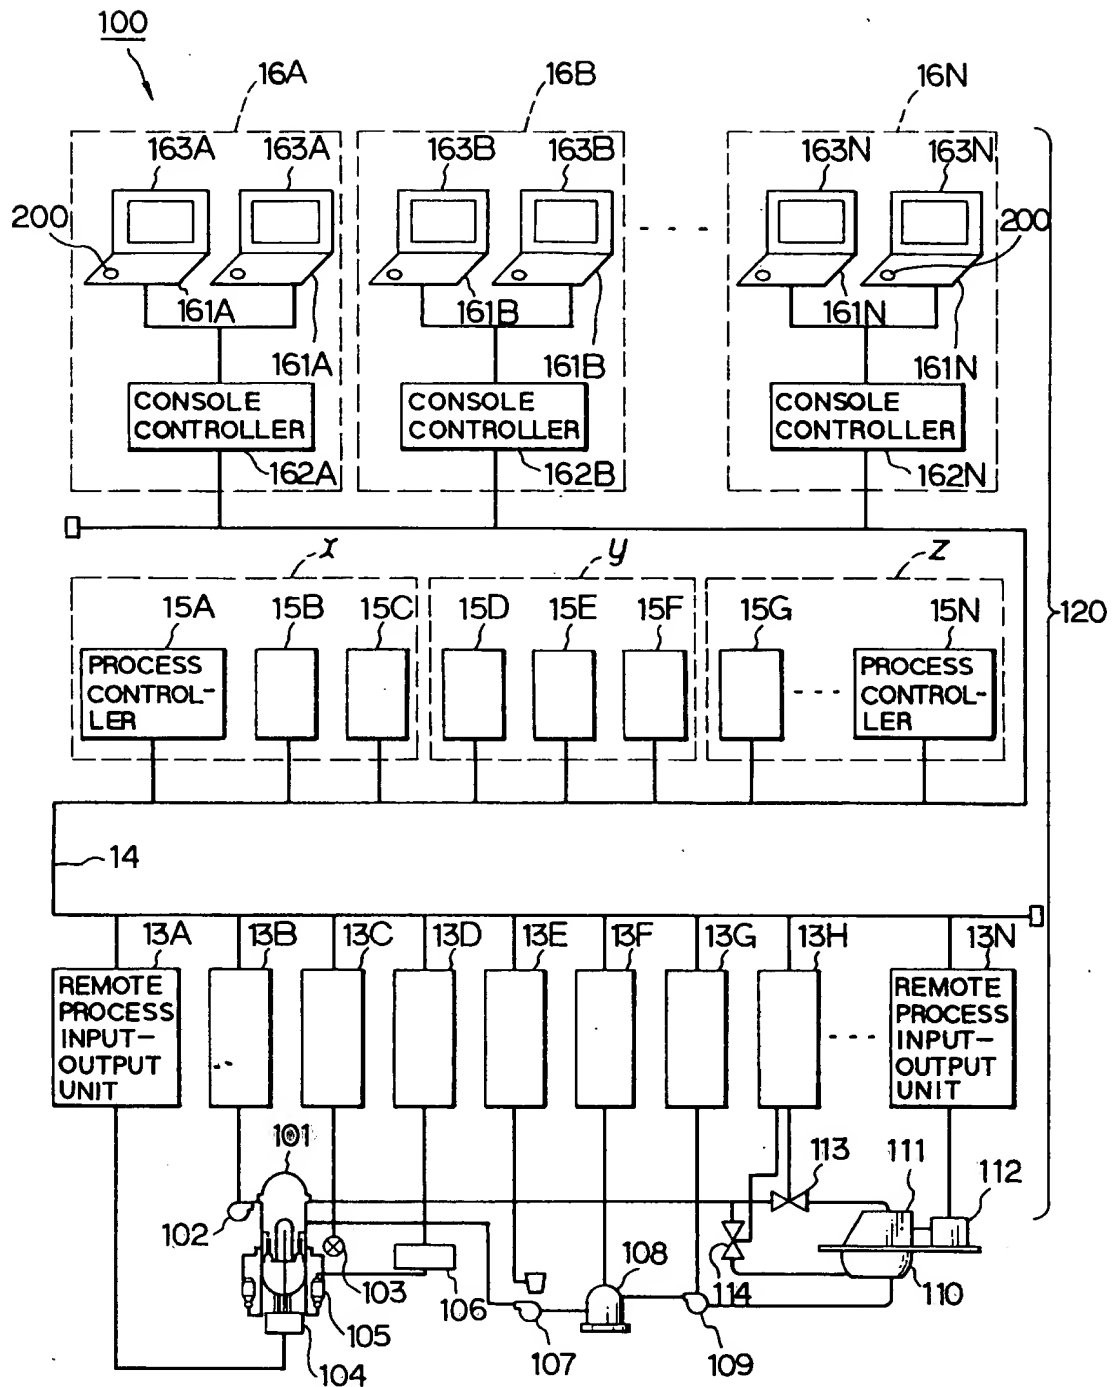 100
16A 16B 16N
163A 163A 163B 163B 163N 163N
200 200
161A 161B 161N
161A 161B 161N
CONSOLE
CONTROLLER
CONSOLE
CONTROLLER
CONSOLE
CONTROLLER
162A 162B 162N
x y z
15A 15B 15C 15D 15E 15F 15G 15N
120
PROCESS
CONTROL-
LER
PROCESS
CONTROL-
LER
14
13A 13B 13C 13D 13E 13F 13G 13H 13N
REMOTE
PROCESS
INPUT-
OUTPUT
UNIT
REMOTE
PROCESS
INPUT-
OUTPUT
UNIT
101 113 111 112
102 103 106 108 114 110
105
104 107 109